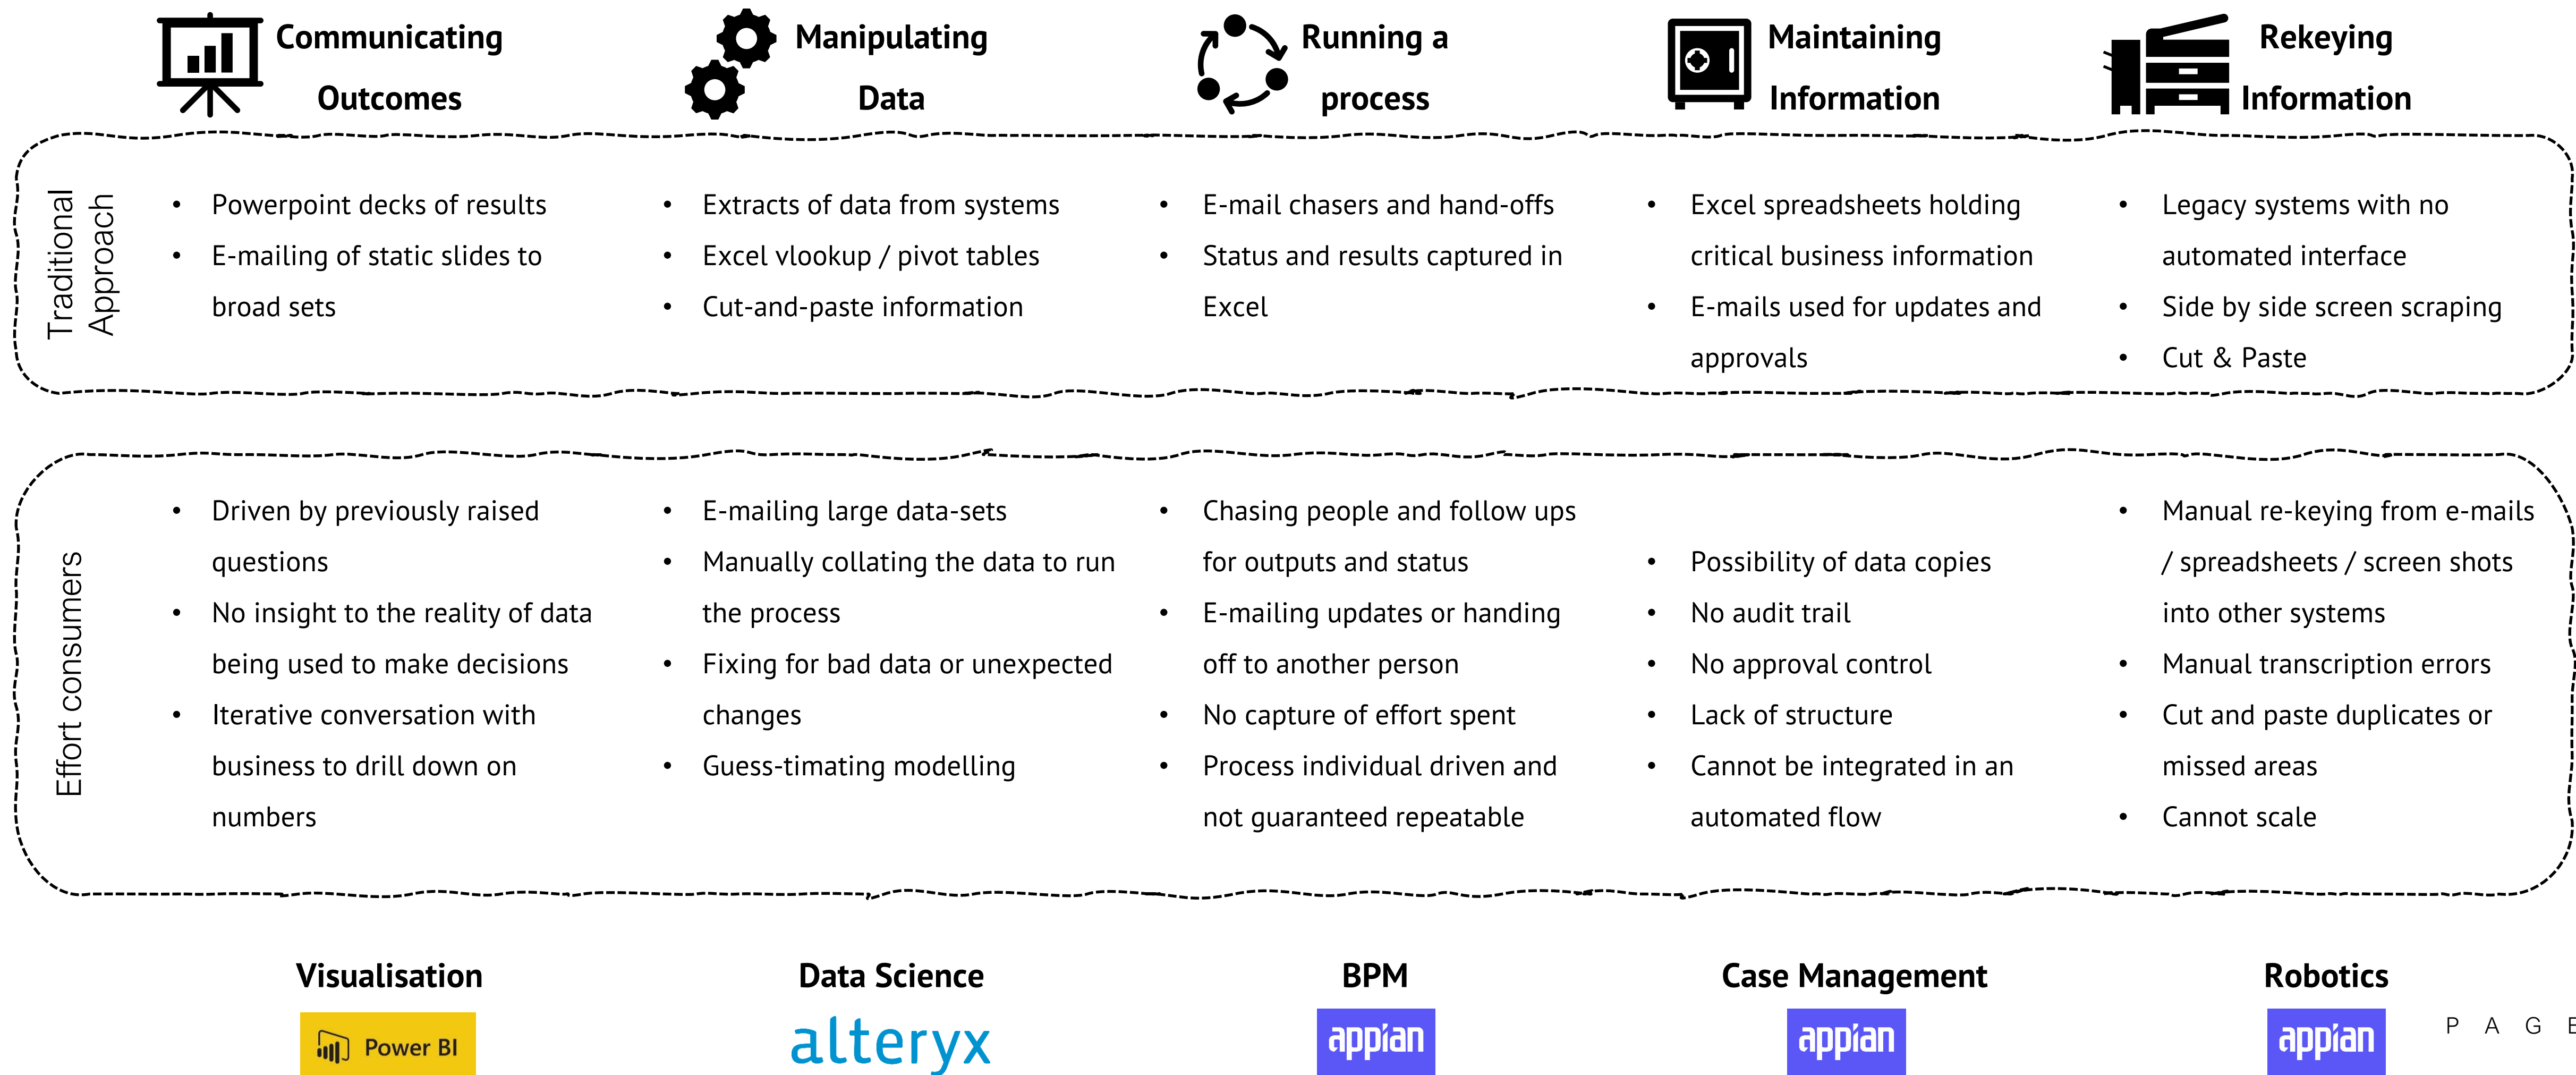 Communicating
Outcomes
Manipulating
Data
Running a
process
Maintaining
Information
Rekeying
Information
Traditional
Approach
• Powerpoint decks of results
• E-mailing of static slides to
broad sets
• Extracts of data from systems
• Excel vlookup / pivot tables
• Cut-and-paste information
• E-mail chasers and hand-offs
• Status and results captured in
Excel
• Excel spreadsheets holding
critical business information
• E-mails used for updates and
approvals
• Legacy systems with no
automated interface
• Side by side screen scraping
• Cut & Paste
Effort consumers
• Driven by previously raised
questions
• No insight to the reality of data
being used to make decisions
• Iterative conversation with
business to drill down on
numbers
• E-mailing large data-sets
• Manually collating the data to run
the process
• Fixing for bad data or unexpected
changes
• Guess-timating modelling
• Chasing people and follow ups
for outputs and status
• E-mailing updates or handing
off to another person
• No capture of effort spent
• Process individual driven and
not guaranteed repeatable
• Possibility of data copies
• No audit trail
• No approval control
• Lack of structure
• Cannot be integrated in an
automated flow
• Manual re-keying from e-mails
/ spreadsheets / screen shots
into other systems
• Manual transcription errors
• Cut and paste duplicates or
missed areas
• Cannot scale
Visualisation
Power BI
Data Science
alteryx
BPM
appian
Case Management
appian
Robotics
appian
PAGE